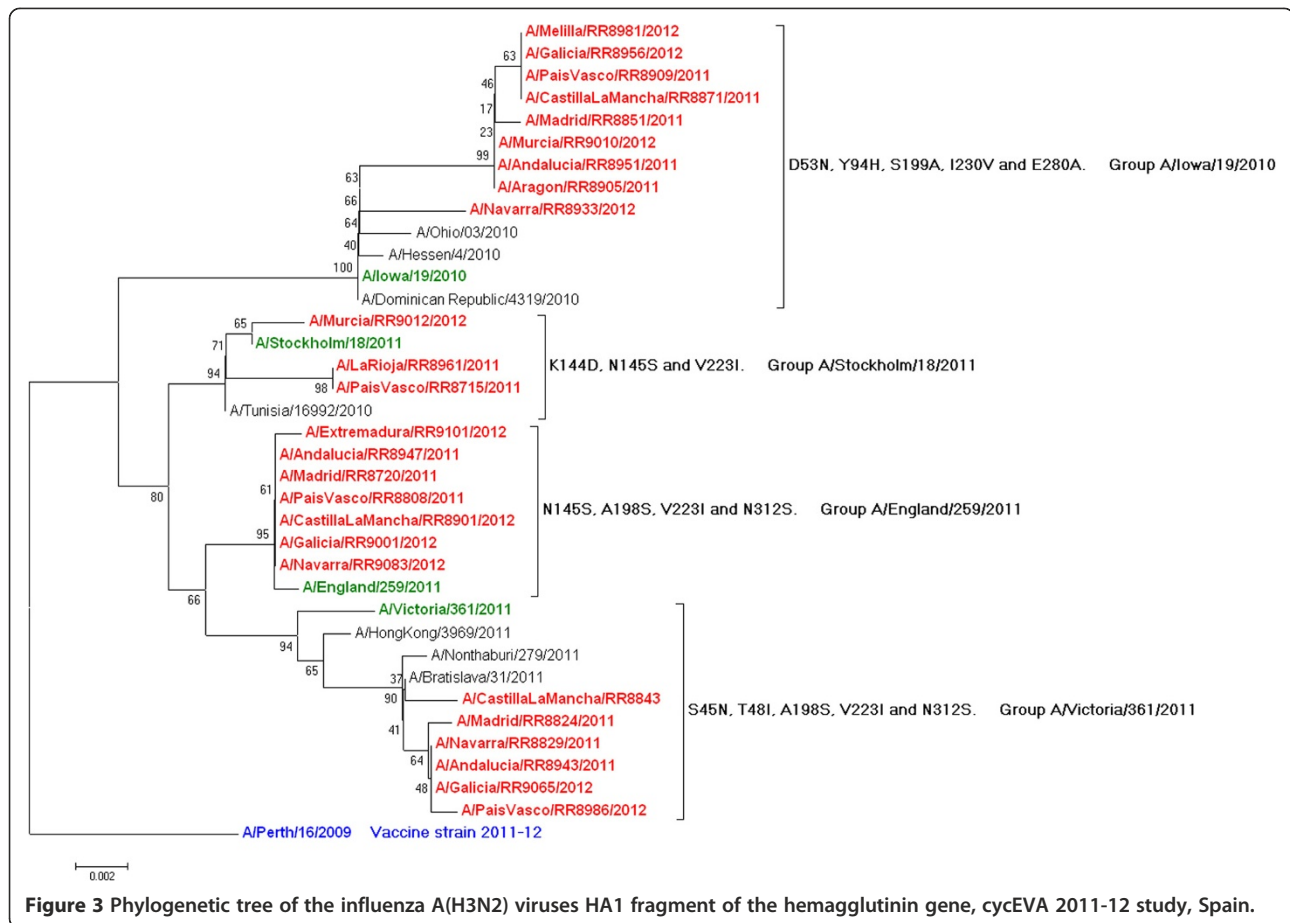 A/Melilla/RR8981/2012
63
A/Galicia/RR8956/2012
A/PaisVasco/RR8909/2011
46
A/CastillaLaMancha/RR8871/2011
17
A/Madrid/RR8851/2011
23
A/Murcia/RR9010/2012
99
A/Andalucia/RR8951/2011
D53N, Y94H, S199A, I230V and E280A. Group A/Iowa/19/2010
63
A/Aragon/RR8905/2011
66
A/Navarra/RR8933/2012
64
A/Ohio/03/2010
40
A/Hessen/4/2010
100
A/Iowa/19/2010
A/Dominican Republic/4319/2010
65
A/Murcia/RR9012/2012
71
A/Stockholm/18/2011
A/LaRioja/RR8961/2011
K144D, N145S and V223I. Group A/Stockholm/18/2011
94
98
A/PaisVasco/RR8715/2011
A/Tunisia/16992/2010
A/Extremadura/RR9101/2012
A/Andalucia/RR8947/2011
A/Madrid/RR8720/2011
80
61
A/PaisVasco/RR8808/2011
N145S, A198S, V223I and N312S. Group A/England/259/2011
A/CastillaLaMancha/RR8901/2012
95
A/Galicia/RR9001/2012
A/Navarra/RR9083/2012
A/England/259/2011
66
A/Victoria/361/2011
A/HongKong/3969/2011
94
A/Nonthaburi/279/2011
65
37
A/Bratislava/31/2011
90
A/CastillaLaMancha/RR8843
S45N, T48I, A198S, V223I and N312S. Group A/Victoria/361/2011
A/Madrid/RR8824/2011
41
A/Navarra/RR8829/2011
64
A/Andalucia/RR8943/2011
48
A/Galicia/RR9065/2012
A/PaisVasco/RR8986/2012
A/Perth/16/2009 Vaccine strain 2011-12
0.002
Figure 3 Phylogenetic tree of the influenza A(H3N2) viruses HA1 fragment of the hemagglutinin gene, cycEVA 2011-12 study, Spain.